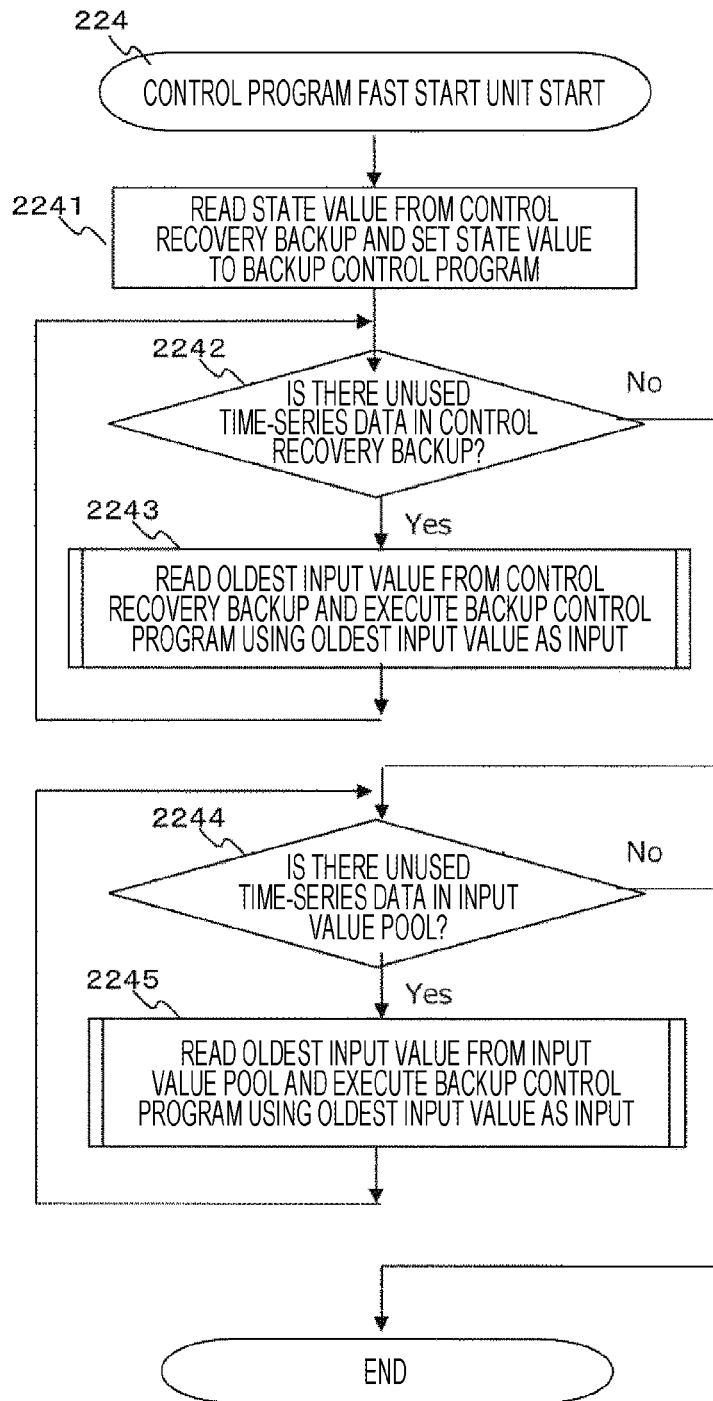 224
CONTROL PROGRAM FAST START UNIT START
2241
READ STATE VALUE FROM CONTROL
RECOVERY BACKUP AND SET STATE VALUE
TO BACKUP CONTROL PROGRAM
2242
IS THERE UNUSED
TIME-SERIES DATA IN CONTROL
RECOVERY BACKUP?
No
Yes
2243
READ OLDEST INPUT VALUE FROM CONTROL
RECOVERY BACKUP AND EXECUTE BACKUP CONTROL
PROGRAM USING OLDEST INPUT VALUE AS INPUT
2244
IS THERE UNUSED
TIME-SERIES DATA IN INPUT
VALUE POOL?
No
Yes
2245
READ OLDEST INPUT VALUE FROM INPUT
VALUE POOL AND EXECUTE BACKUP CONTROL
PROGRAM USING OLDEST INPUT VALUE AS INPUT
END